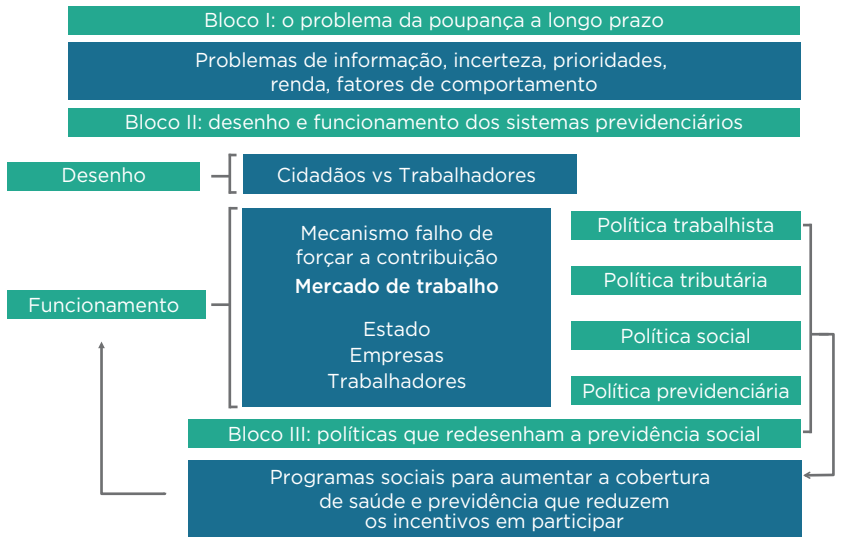 Bloco I: o problema da poupança a longo prazo
Problemas de informação, incerteza, prioridades,
renda, fatores de comportamento
Bloco II: desenho e funcionamento dos sistemas previdenciários
Desenho
Cidadãos vs Trabalhadores
Funcionamento
Mecanismo falho de
forçar a contribuição
Mercado de trabalho
Estado
Empresas
Trabalhadores
Política trabalhista
Política tributária
Política social
Política previdenciária
Bloco III: políticas que redesenham a previdência social
Programas sociais para aumentar a cobertura
de saúde e previdência que reduzem
os incentivos em participar